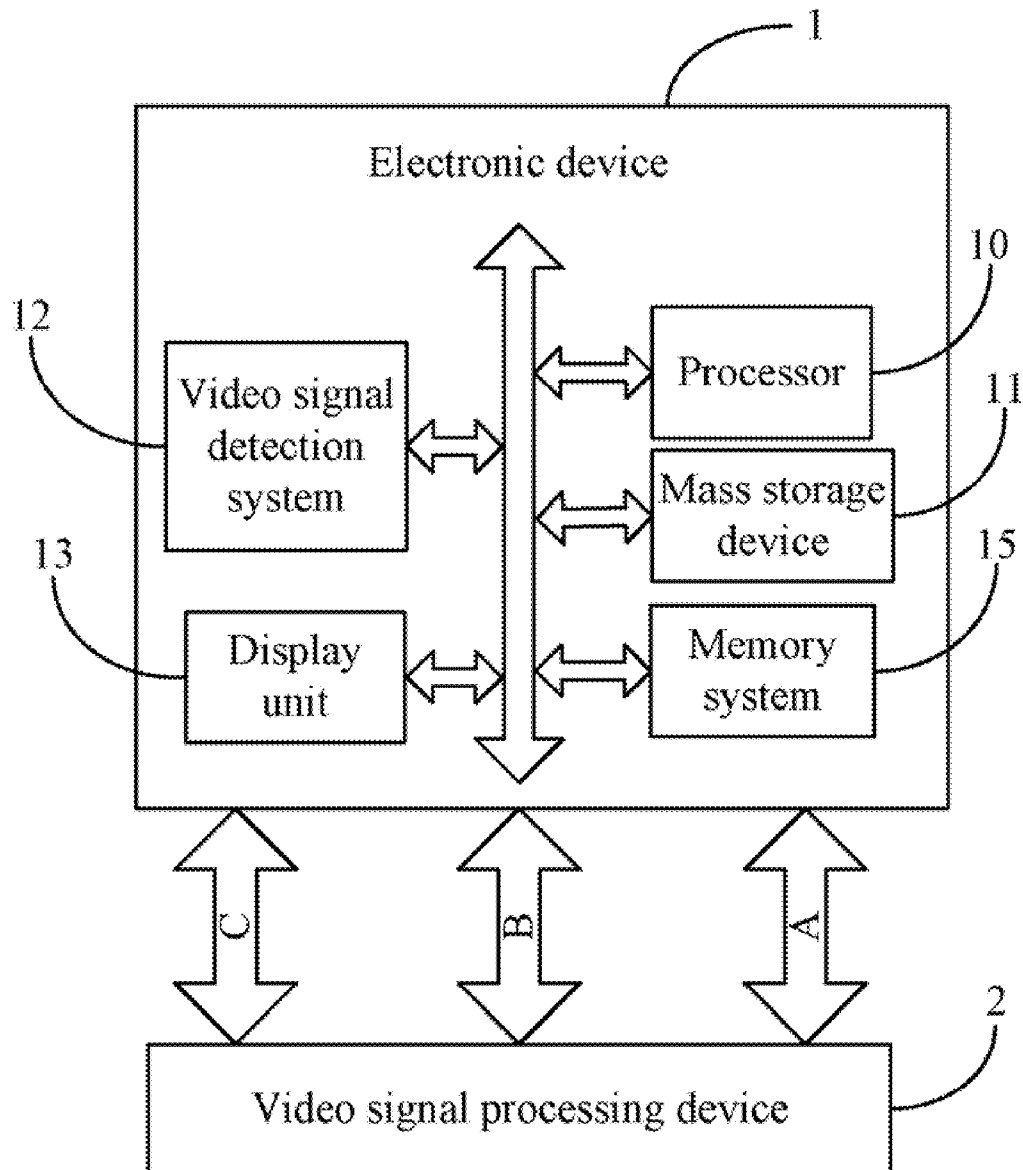 1
Electronic device
10
12
Processor
Video signal
detection
system
11
Mass storage
device
13
15
Display
unit
Memory
system
C
B
A
2
Video signal processing device